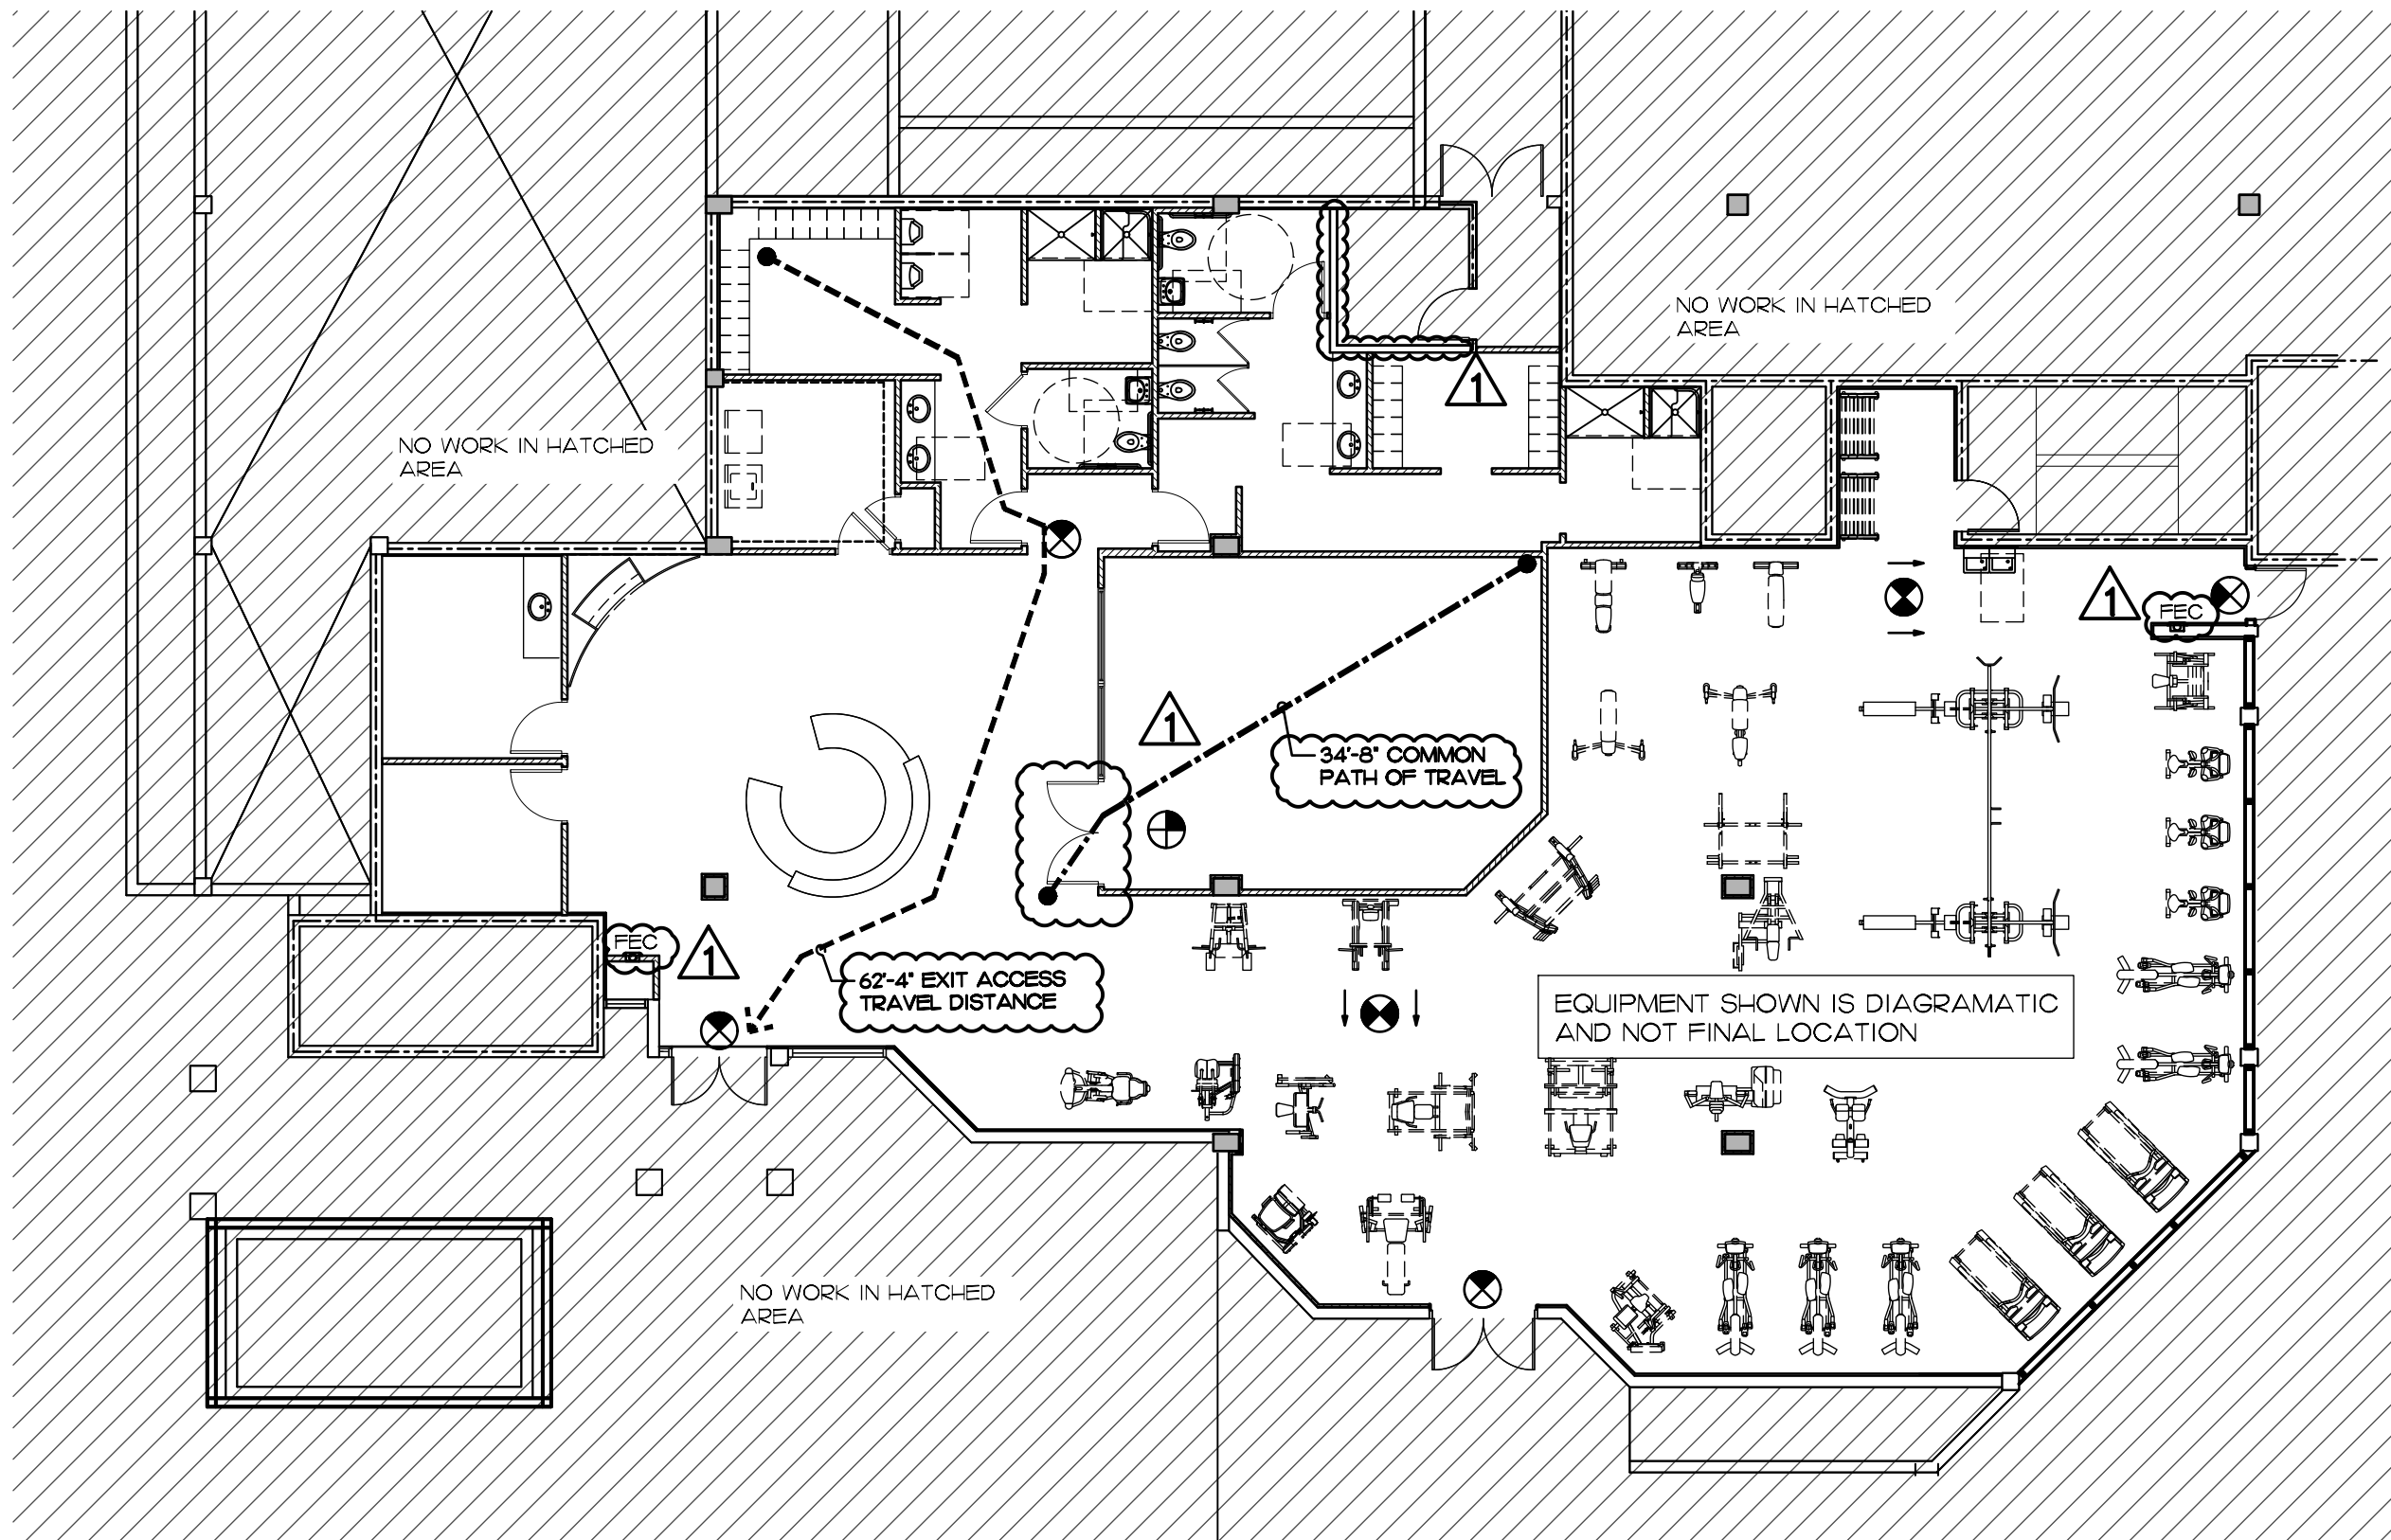 NO WORK IN HATCHED
AREA
1
NO WORK IN HATCHED
AREA
1
FEC
1
34'-8" COMMON
PATH OF TRAVEL
FEC
1
62'-4" EXIT ACCESS
TRAVEL DISTANCE
EQUIPMENT SHOWN IS DIAGRAMATIC
AND NOT FINAL LOCATION
NO WORK IN HATCHED
AREA